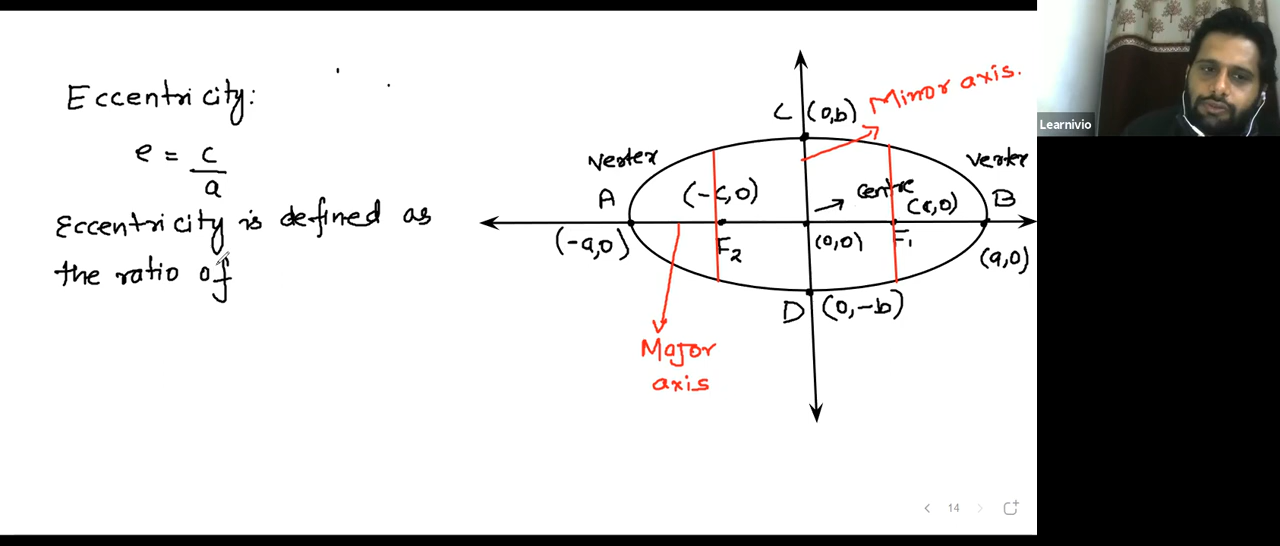 Eccentricity:
e = c
a
Eccentricity is defined as
the ratio of
Minor axis.
C (0,b)
Vertex
Vertex
A
(-c,0)
centre
(c,0)
B
(-a,0)
F2
(0,0)
F1
(a,0)
D (0,-b)
Major
axis
Learnivio
14